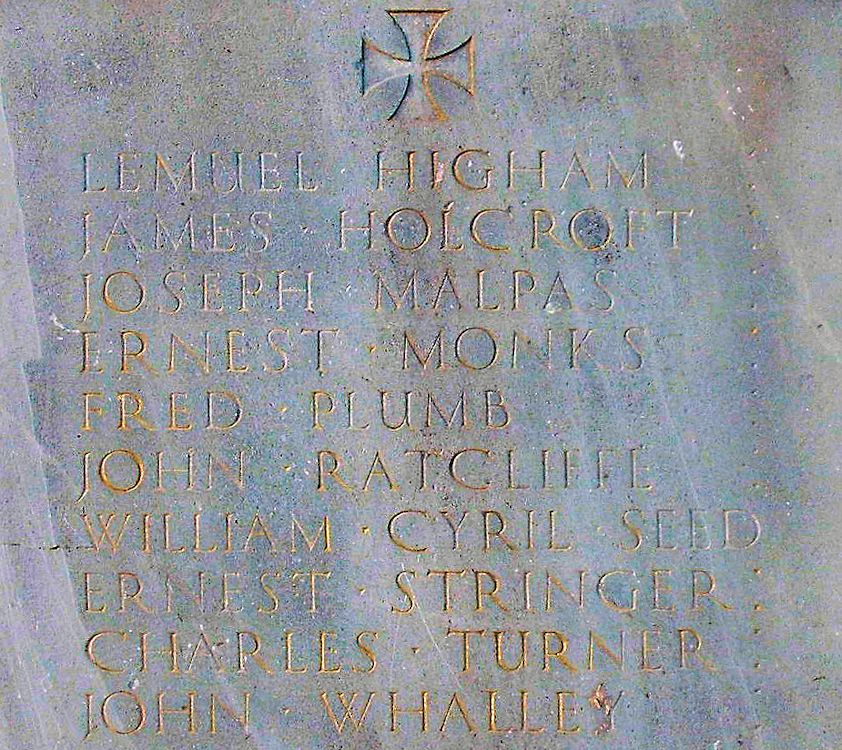 LEMUEL · HIGHAM
JAMES · HOLCROFT
JOSEPH · MALPAS
ERNEST · MONKS
FRED · PLUMB
JOHN · RATCLIFFE
WILLIAM · CYRIL · SEED
ERNEST · STRINGER
CHARLES · TURNER
JOHN · WHALLEY